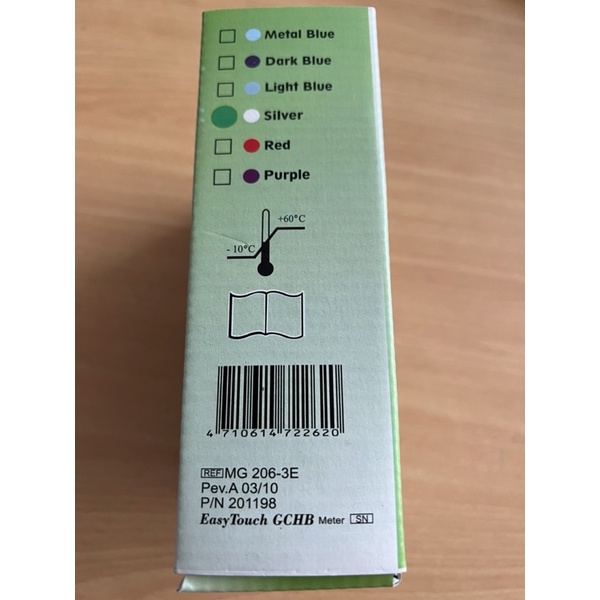 Metal Blue
Dark Blue
Light Blue
Silver
Red
Purple
+60°C
- 10°C
4 710614 722620
REF MG 206-3E
Pev.A 03/10
P/N 201198
EasyTouch GCHB Meter SN